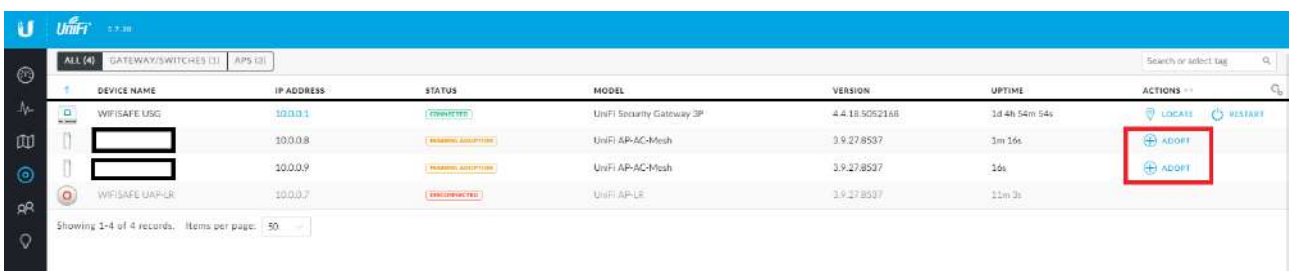 U UniFi 5.7.20
ALL (4) GATEWAY/SWITCHES (1) APS (3) Search or select tag
DEVICE NAME IP ADDRESS STATUS MODEL VERSION UPTIME ACTIONS
WIFISAFE USG 10.0.0.1 CONNECTED UniFi Security Gateway 3P 4.4.18.5052168 1d 4h 54m 54s LOCATE RESTART
10.0.0.8 PENDING ADOPTION UniFi AP-AC-Mesh 3.9.27.8537 1m 16s ADOPT
10.0.0.9 PENDING ADOPTION UniFi AP-AC-Mesh 3.9.27.8537 16s ADOPT
WIFISAFE UAP-LR 10.0.0.7 DISCONNECTED UniFi AP-LR 3.9.27.8537 11m 3s
Showing 1-4 of 4 records. Items per page: 50